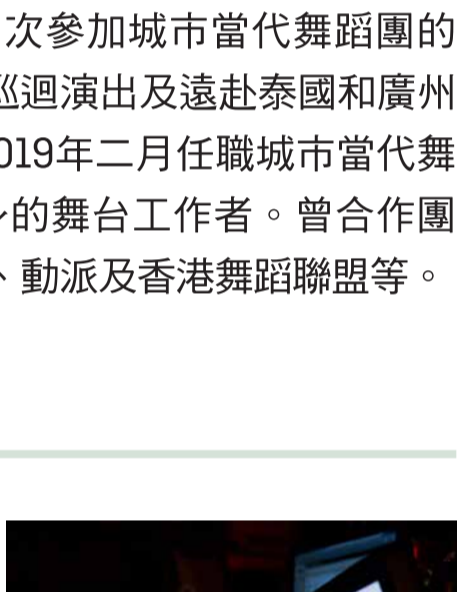 次參加城市當代舞蹈團的
巡迴演出及遠赴泰國和廣州
019年二月任職城市當代舞
的舞台工作者。曾合作團
、動派及香港舞蹈聯盟等。